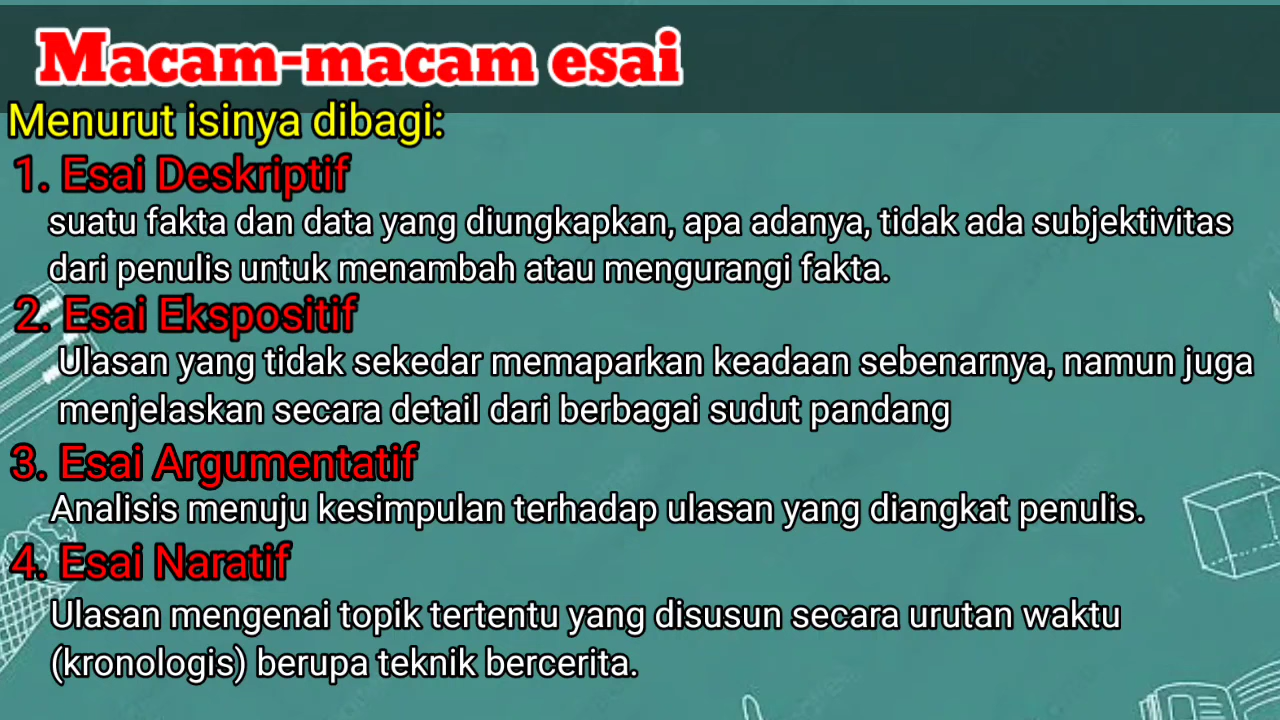 Macam-macam esai
Menurut isinya dibagi:
1. Esai Deskriptif
suatu fakta dan data yang diungkapkan, apa adanya, tidak ada subjektivitas
dari penulis untuk menambah atau mengurangi fakta.
2. Esai Ekspositif
Ulasan yang tidak sekedar memaparkan keadaan sebenarnya, namun juga
menjelaskan secara detail dari berbagai sudut pandang
3. Esai Argumentatif
Analisis menuju kesimpulan terhadap ulasan yang diangkat penulis.
4. Esai Naratif
Ulasan mengenai topik tertentu yang disusun secara urutan waktu
(kronologis) berupa teknik bercerita.